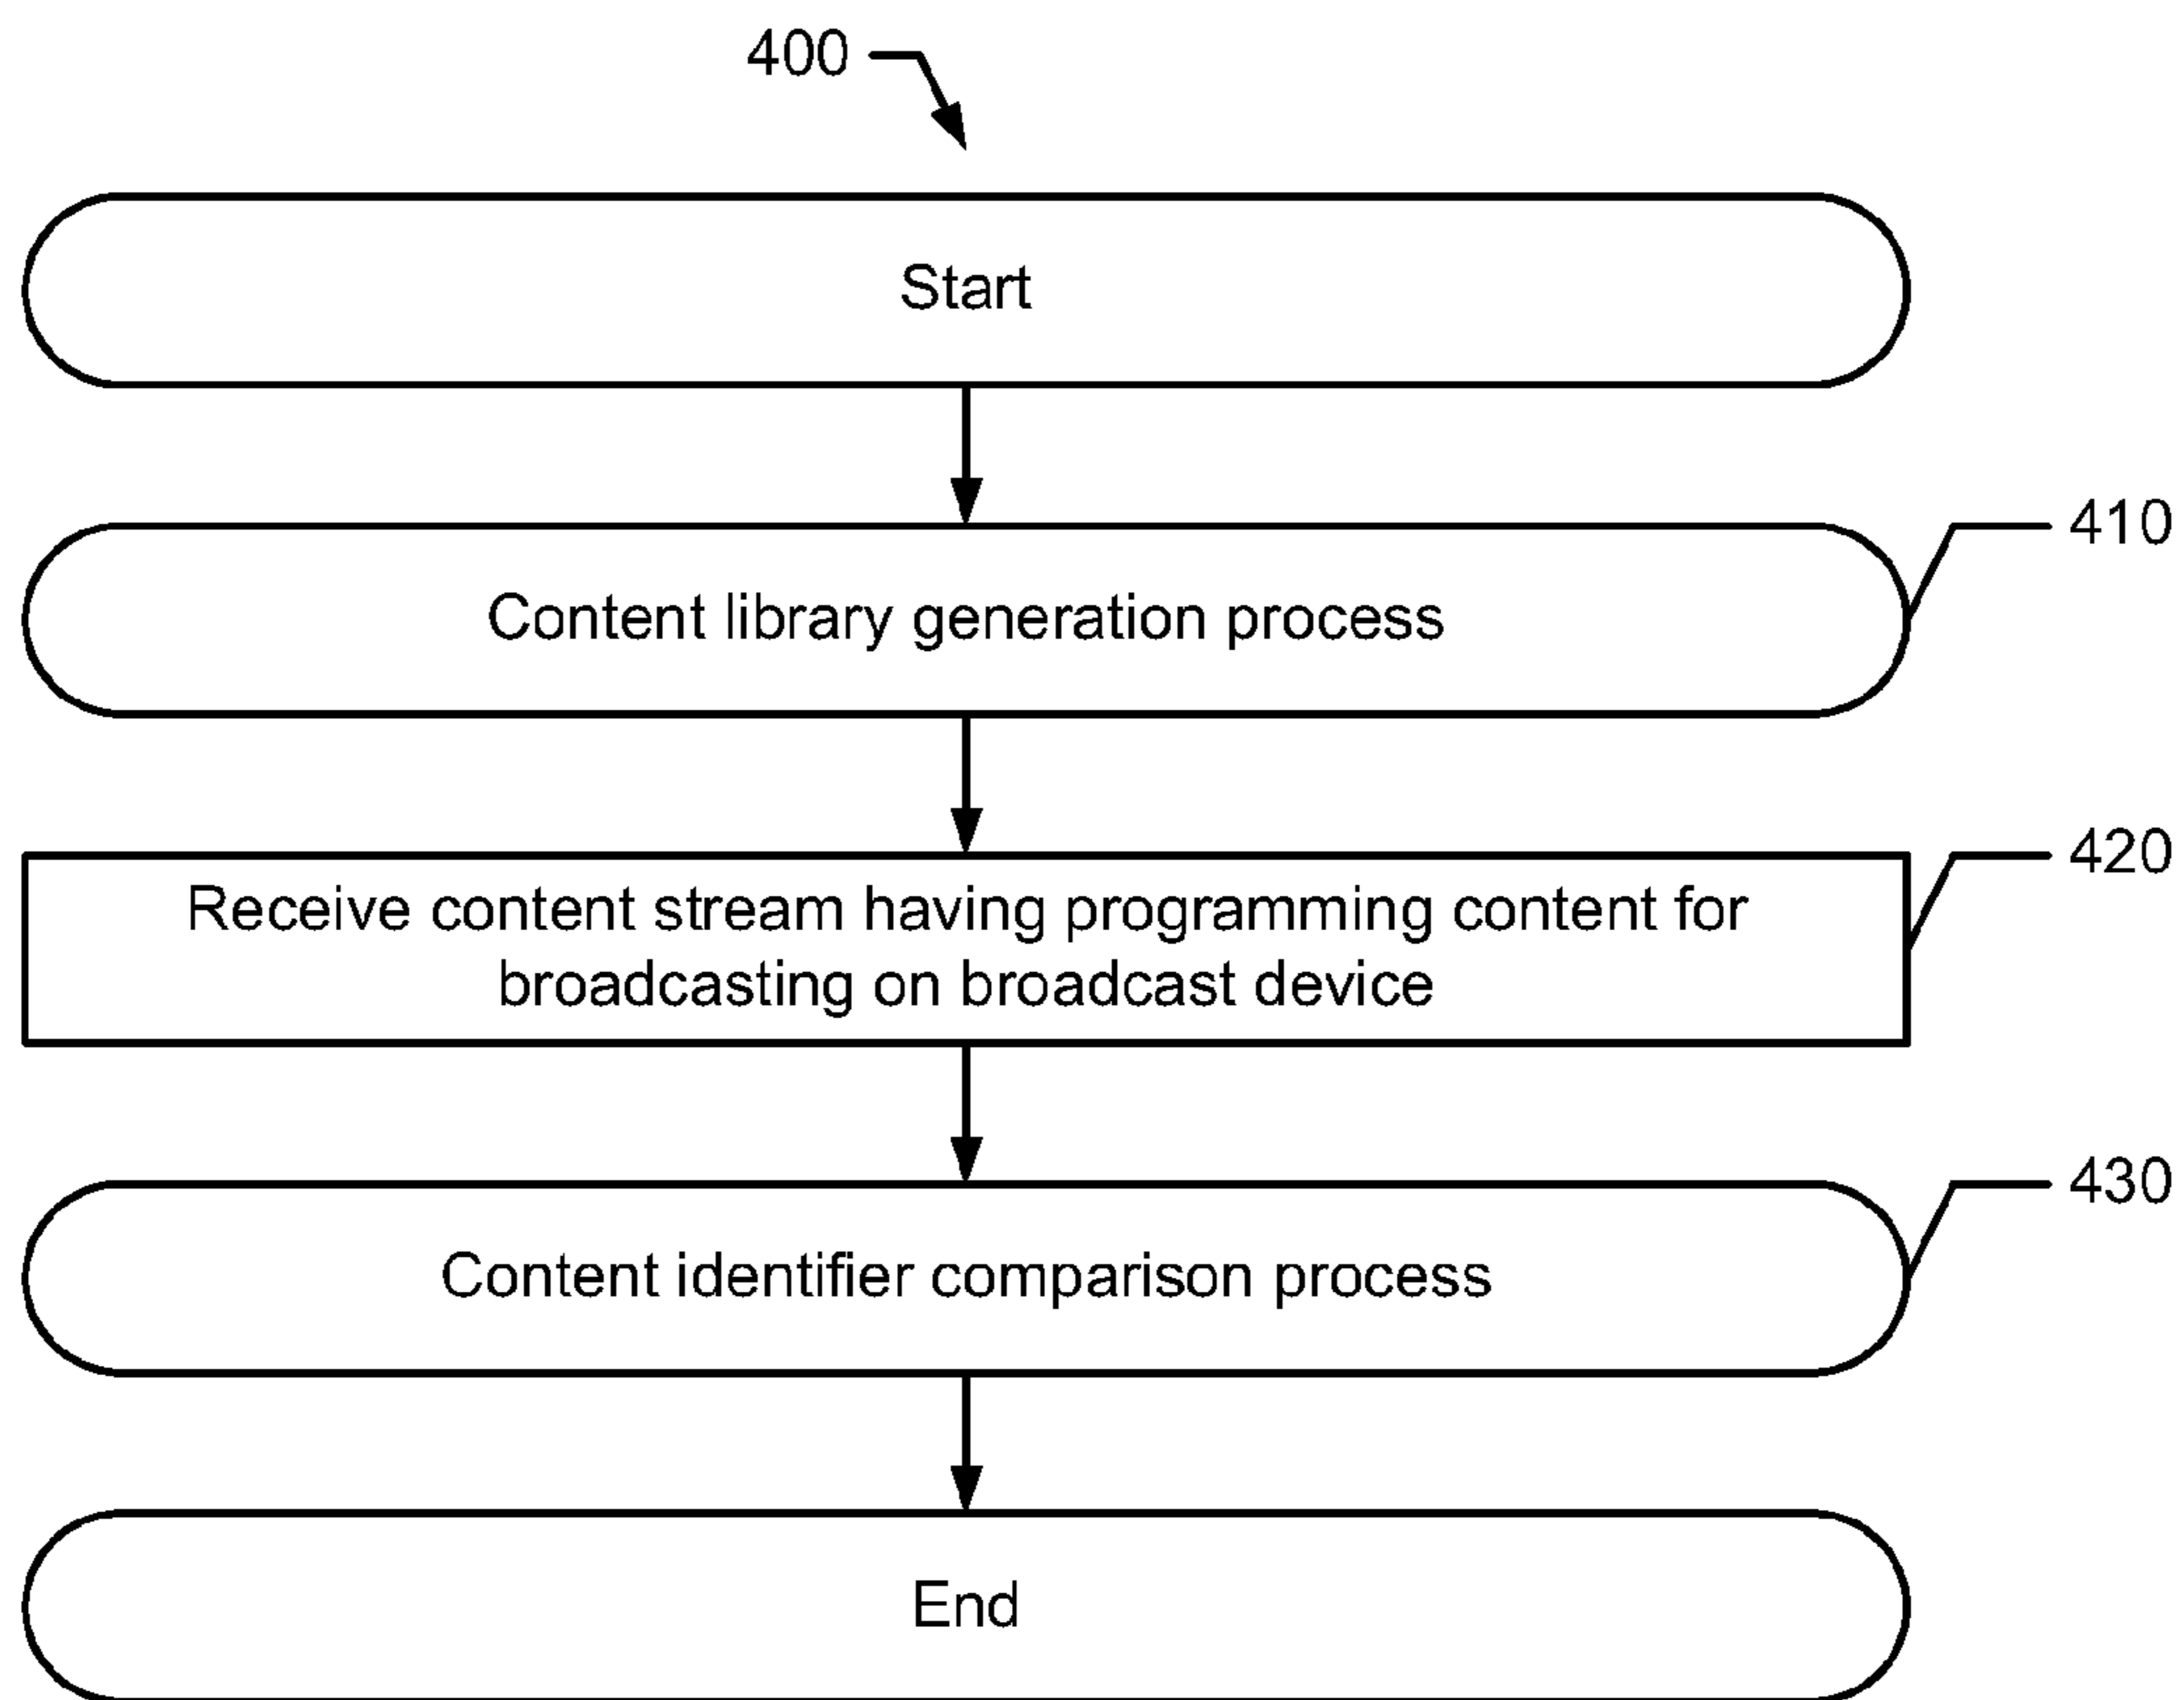 400
Start
410
Content library generation process
420
Receive content stream having programming content for
broadcasting on broadcast device
430
Content identifier comparison process
End